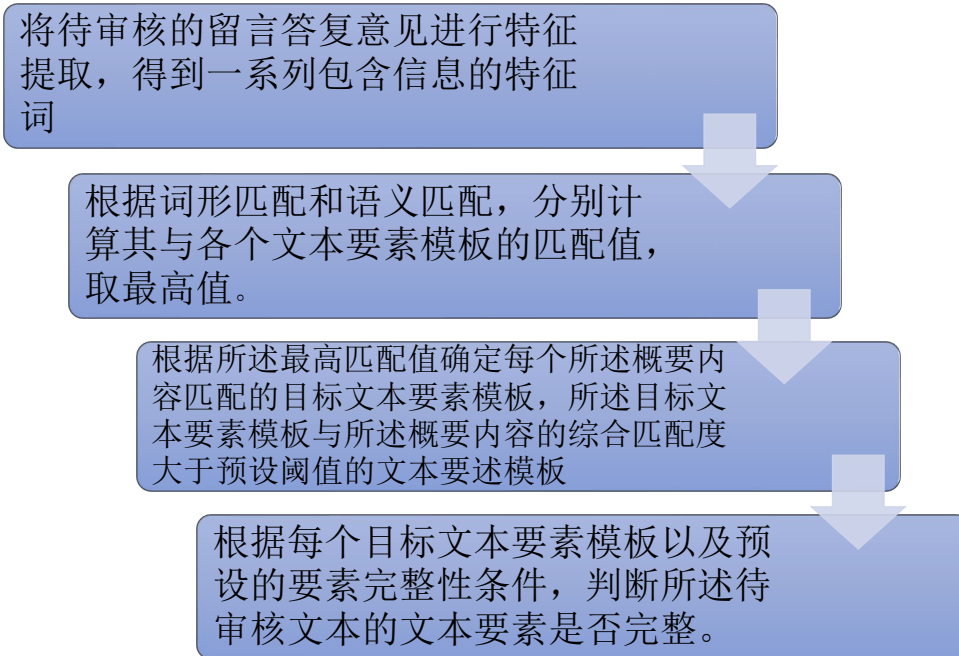 将待审核的留言答复意见进行特征
提取，得到一系列包含信息的特征
词
根据词形匹配和语义匹配，分别计
算其与各个文本要素模板的匹配值，
取最高值。
根据所述最高匹配值确定每个所述概要内
容匹配的目标文本要素模板，所述目标文
本要素模板与所述概要内容的综合匹配度
大于预设阈值的文本要述模板
根据每个目标文本要素模板以及预
设的要素完整性条件，判断所述待
审核文本的文本要素是否完整。